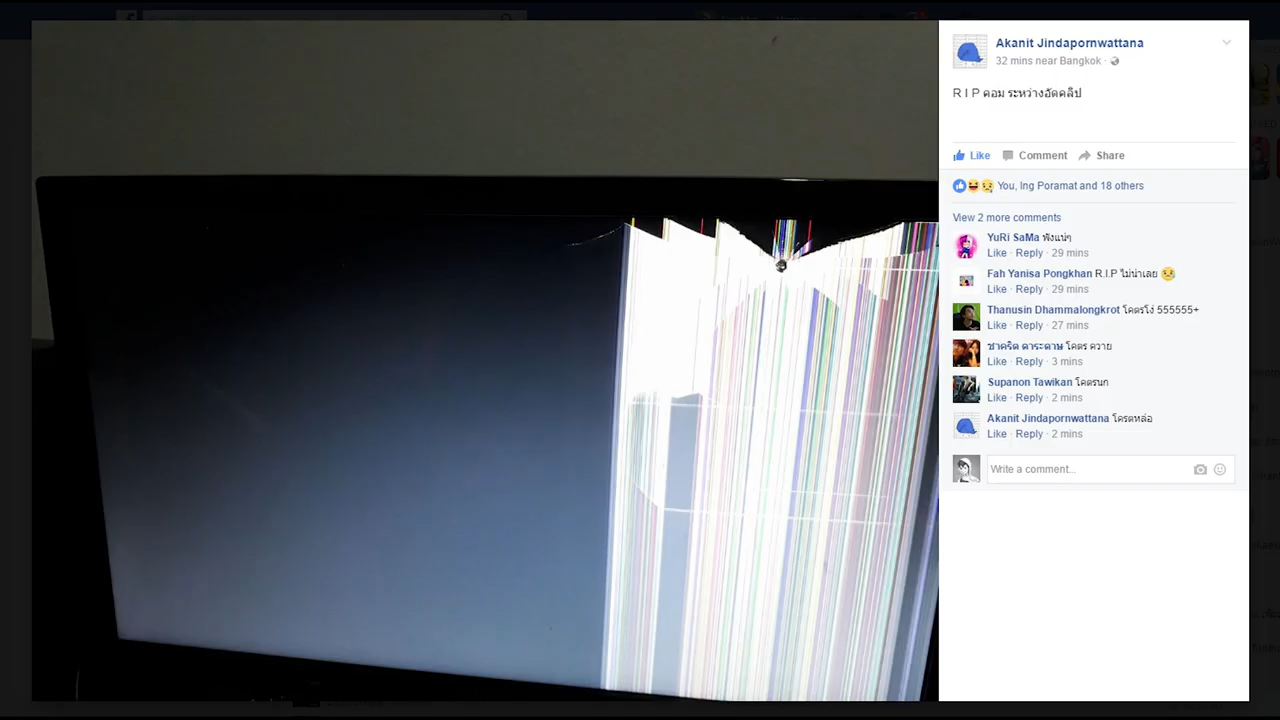 Akanit Jindapornwattana
32 mins near Bangkok ·
R I P คอม ระหว่างอัดคลิป
Like Comment Share
You, Ing Poramat and 18 others
View 2 more comments
YuRi SaMa พังแน่ๆ
Like · Reply · 29 mins
Fah Yanisa Pongkhan R.I.P ไม่น่าเลย
Like · Reply · 29 mins
Thanusin Dhammalongkrot โคตรโง่ 555555+
Like · Reply · 27 mins
ชาคริต ดาระดาษ โคตร ควาย
Like · Reply · 3 mins
Supanon Tawikan โคตรนก
Like · Reply · 2 mins
Akanit Jindapornwattana โครตหล่อ
Like · Reply · 2 mins
Write a comment...